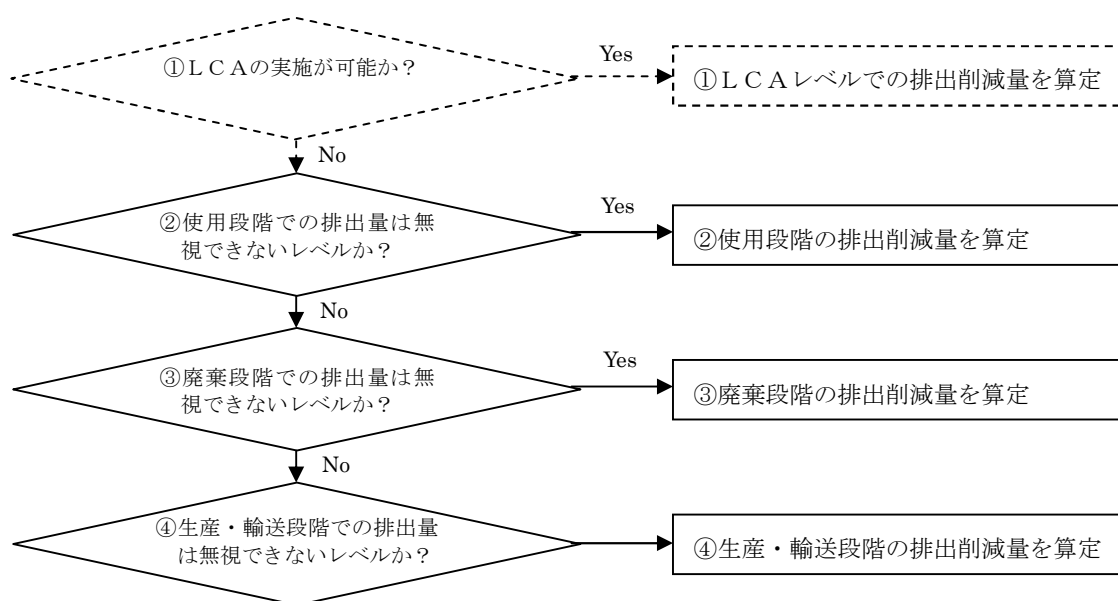 ①LCAの実施が可能か？
Yes
①LCAレベルでの排出削減量を算定
No
②使用段階での排出量は無
視できないレベルか？
Yes
②使用段階の排出削減量を算定
No
③廃棄段階での排出量は無
視できないレベルか？
Yes
③廃棄段階の排出削減量を算定
No
④生産・輸送段階での排出量
は無視できないレベルか？
④生産・輸送段階の排出削減量を算定